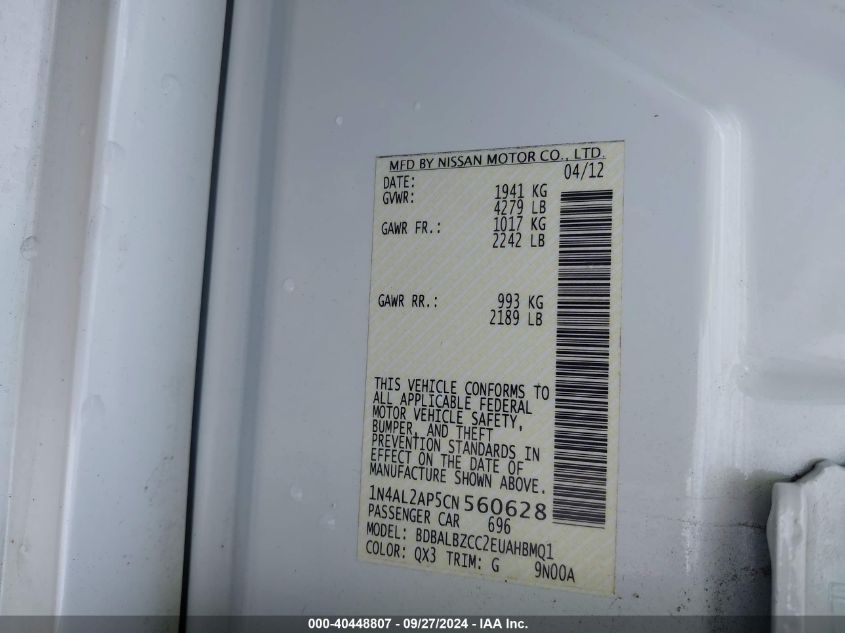 MFD BY NISSAN MOTOR CO., LTD.
DATE: 04/12
GVWR: 1941 KG
4279 LB
GAWR FR.: 1017 KG
2242 LB
GAWR RR.: 993 KG
2189 LB
THIS VEHICLE CONFORMS TO
ALL APPLICABLE FEDERAL
MOTOR VEHICLE SAFETY,
BUMPER, AND THEFT
PREVENTION STANDARDS IN
EFFECT ON THE DATE OF
MANUFACTURE SHOWN ABOVE.
1N4AL2AP5CN560628
PASSENGER CAR 696
MODEL: BDBALBZCC2EUAHBMQ1
COLOR: QX3 TRIM: G 9N00A
000-40448807 / 09/27/2024 - IAA Inc.